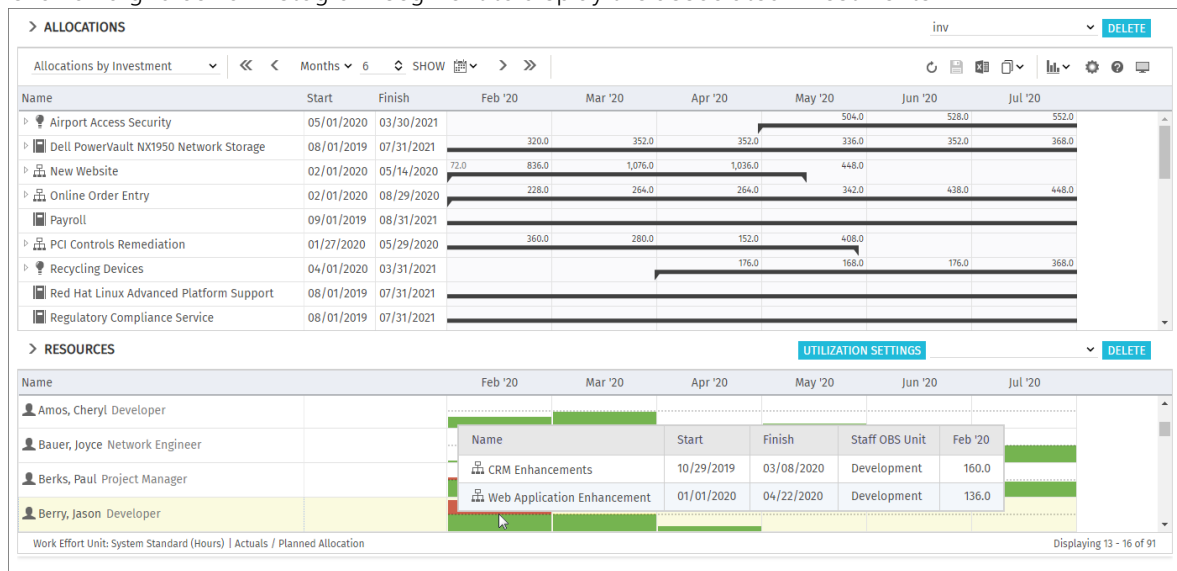 > ALLOCATIONS inv DELETE
Allocations by Investment Months 6 SHOW
Name Start Finish Feb '20 Mar '20 Apr '20 May '20 Jun '20 Jul '20
Airport Access Security 05/01/2020 03/30/2021 504.0 528.0 552.0
Dell PowerVault NX1950 Network Storage 08/01/2019 07/31/2021 320.0 352.0 352.0 336.0 352.0 368.0
New Website 02/01/2020 05/14/2020 72.0 836.0 1,076.0 1,036.0 448.0
Online Order Entry 02/01/2020 08/29/2020 228.0 264.0 264.0 342.0 438.0 448.0
Payroll 09/01/2019 08/31/2021
PCI Controls Remediation 01/27/2020 05/29/2020 360.0 280.0 152.0 408.0
Recycling Devices 04/01/2020 03/31/2021 176.0 168.0 176.0 368.0
Red Hat Linux Advanced Platform Support 08/01/2019 07/31/2021
Regulatory Compliance Service 08/01/2019 07/31/2021
> RESOURCES UTILIZATION SETTINGS DELETE
Name Feb '20 Mar '20 Apr '20 May '20 Jun '20 Jul '20
Amos, Cheryl Developer
Bauer, Joyce Network Engineer
Berks, Paul Project Manager
Berry, Jason Developer
Name Start Finish Staff OBS Unit Feb '20
CRM Enhancements 10/29/2019 03/08/2020 Development 160.0
Web Application Enhancement 01/01/2020 04/22/2020 Development 136.0
Work Effort Unit: System Standard (Hours) | Actuals / Planned Allocation Displaying 13 - 16 of 91